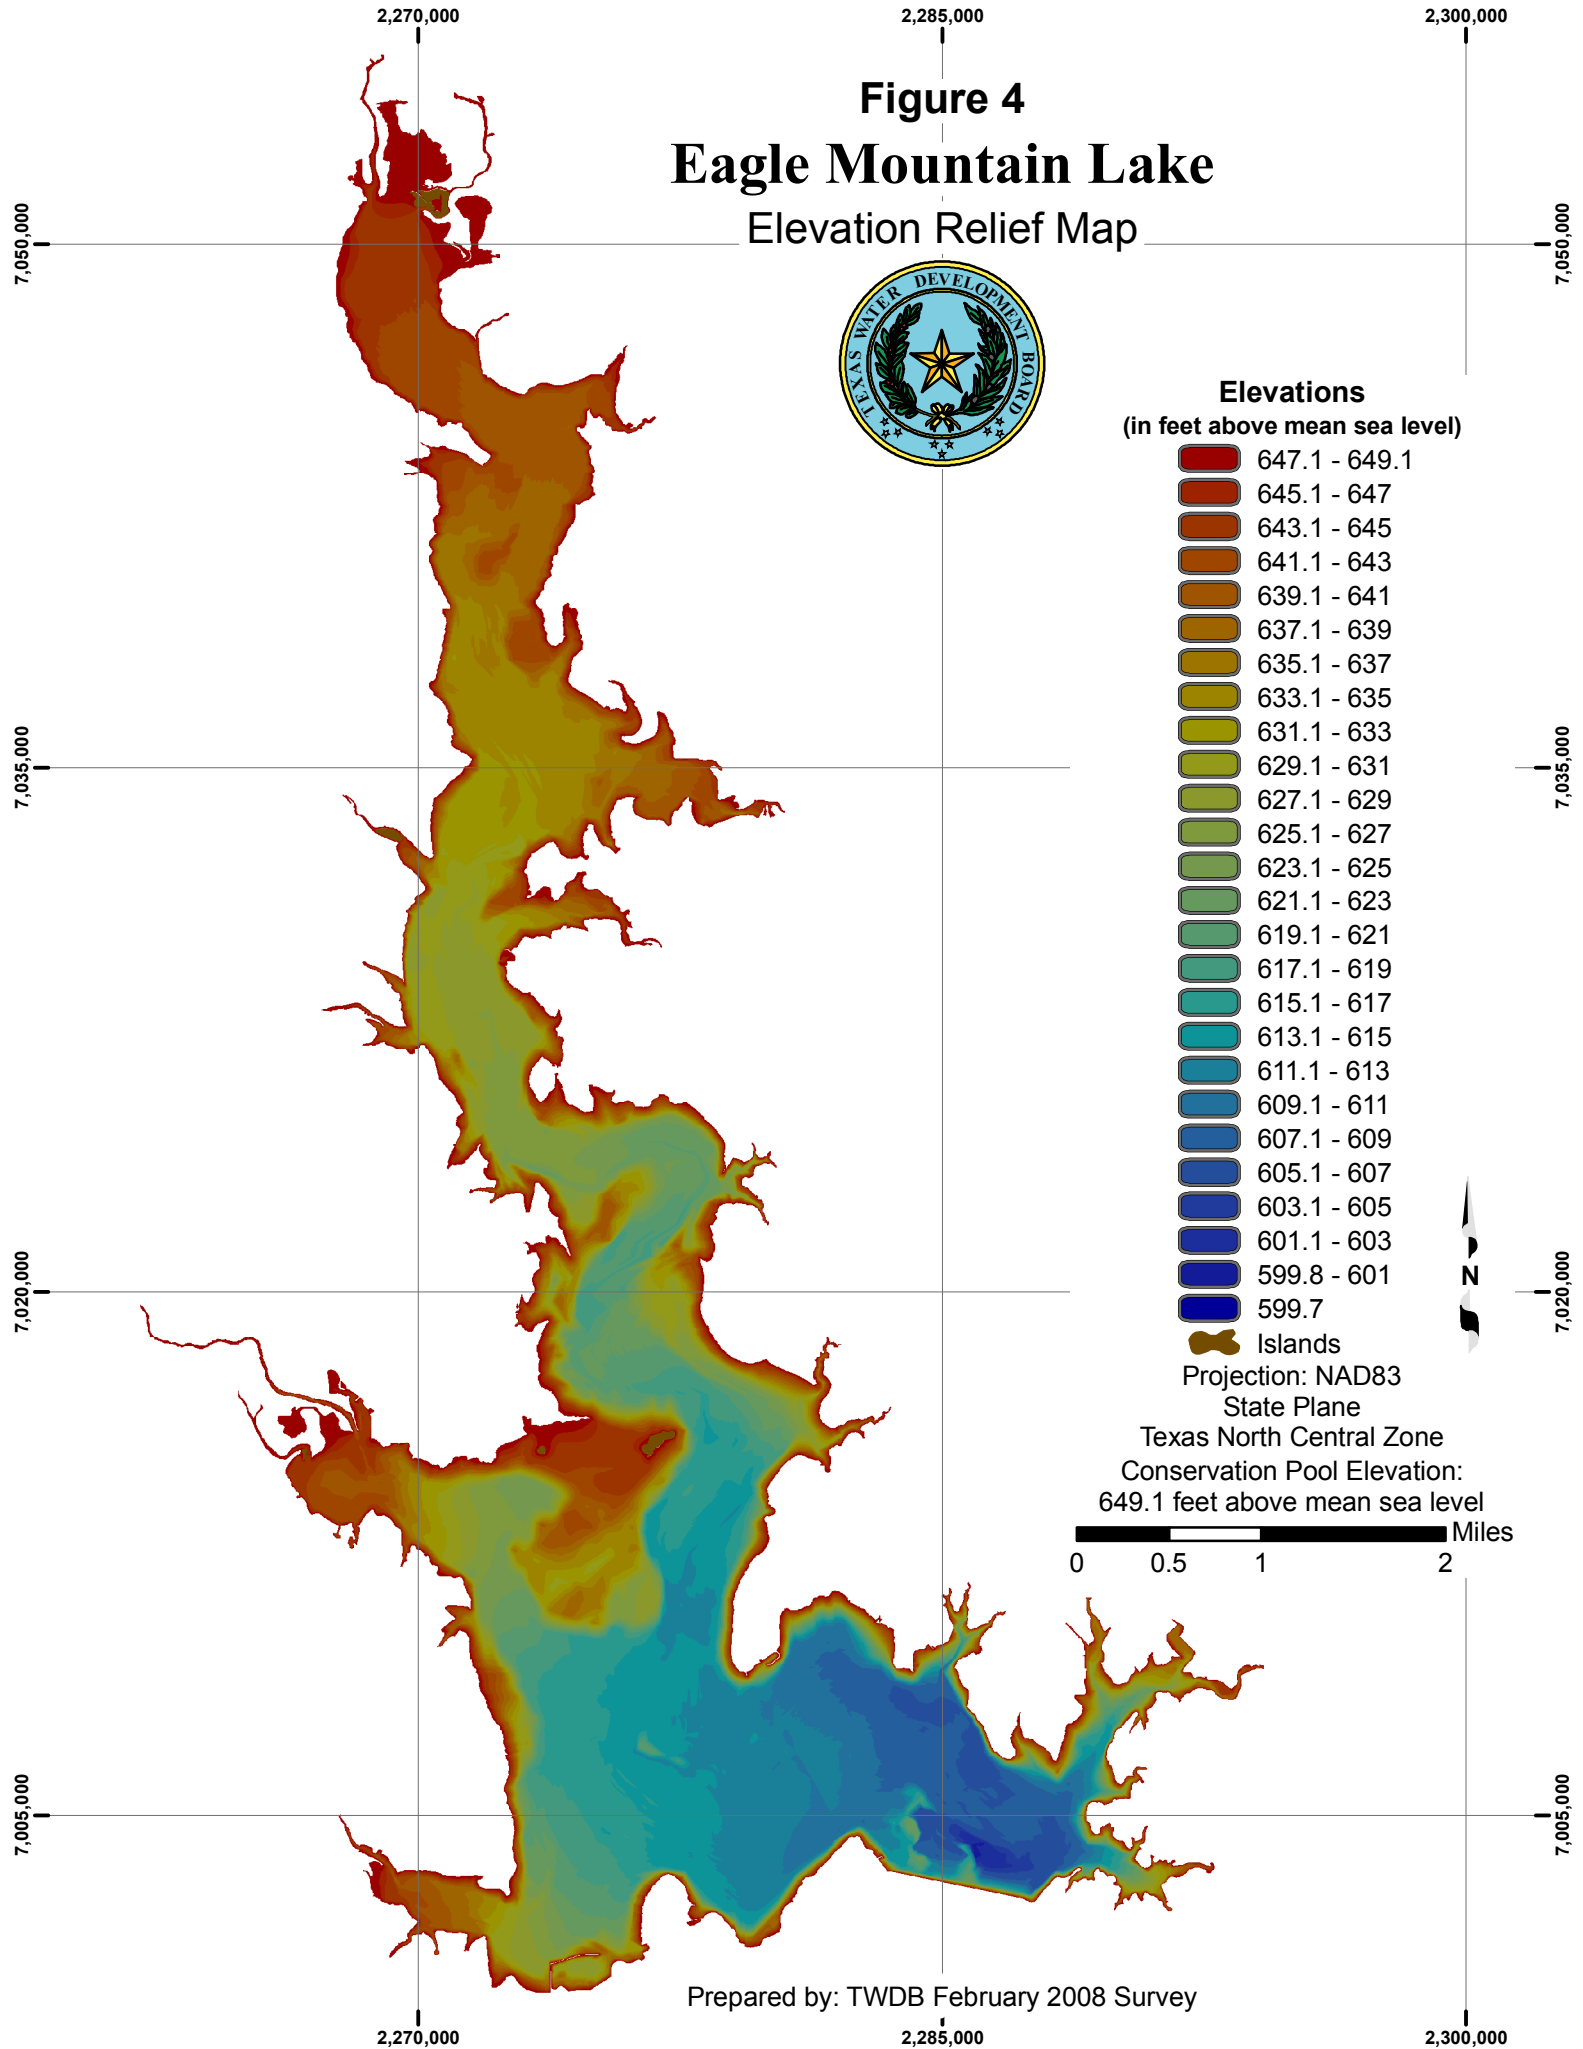 2,270,000 2,285,000 2,300,000
Figure 4
Eagle Mountain Lake
Elevation Relief Map
7,050,000 7,050,000
TEXAS WATER DEVELOPMENT BOARD
Elevations
(in feet above mean sea level)
647.1 - 649.1
645.1 - 647
643.1 - 645
641.1 - 643
639.1 - 641
637.1 - 639
635.1 - 637
633.1 - 635
631.1 - 633
629.1 - 631
627.1 - 629
625.1 - 627
623.1 - 625
621.1 - 623
619.1 - 621
617.1 - 619
615.1 - 617
613.1 - 615
611.1 - 613
609.1 - 611
607.1 - 609
605.1 - 607
603.1 - 605
601.1 - 603
599.8 - 601
599.7
Islands
N
7,035,000 7,035,000
7,020,000 7,020,000
Projection: NAD83
State Plane
Texas North Central Zone
Conservation Pool Elevation:
649.1 feet above mean sea level
Miles
0 0.5 1 2
7,005,000 7,005,000
Prepared by: TWDB February 2008 Survey
2,270,000 2,285,000 2,300,000